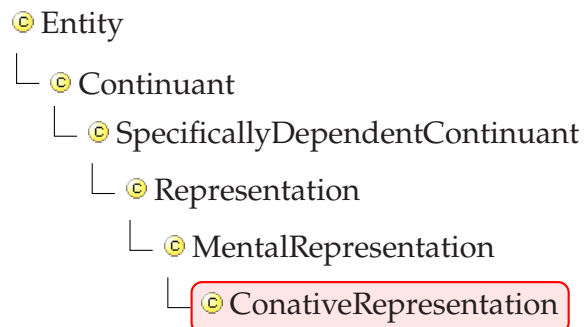 Entity
Continuant
SpecificallyDependentContinuant
Representation
MentalRepresentation
ConativeRepresentation